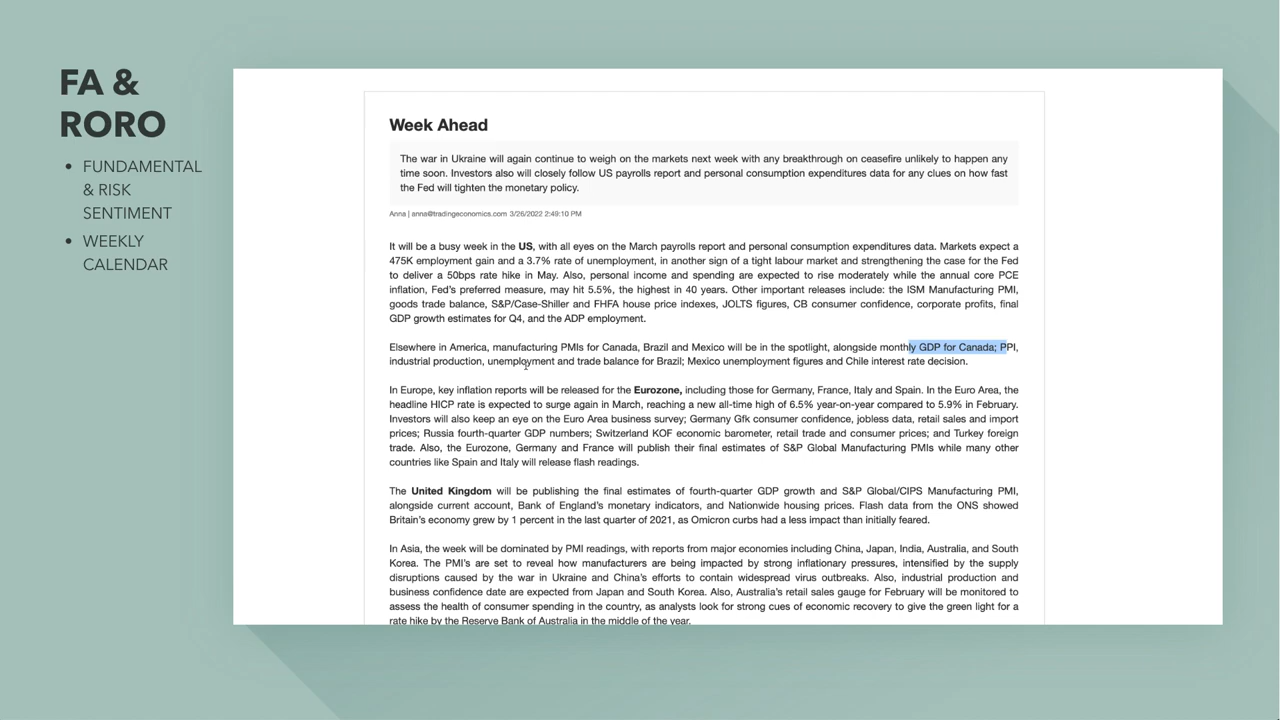 FA &
RORO
• FUNDAMENTAL
& RISK
SENTIMENT
• WEEKLY
CALENDAR
Week Ahead
The war in Ukraine will again continue to weigh on the markets next week with any breakthrough on ceasefire unlikely to happen any
time soon. Investors also will closely follow US payrolls report and personal consumption expenditures data for any clues on how fast
the Fed will tighten the monetary policy.
Anna | anna@tradingeconomics.com 3/26/2022 2:49:10 PM
It will be a busy week in the US, with all eyes on the March payrolls report and personal consumption expenditures data. Markets expect a
475K employment gain and a 3.7% rate of unemployment, in another sign of a tight labour market and strengthening the case for the Fed
to deliver a 50bps rate hike in May. Also, personal income and spending are expected to rise moderately while the annual core PCE
inflation, Fed's preferred measure, may hit 5.5%, the highest in 40 years. Other important releases include: the ISM Manufacturing PMI,
goods trade balance, S&P/Case-Shiller and FHFA house price indexes, JOLTS figures, CB consumer confidence, corporate profits, final
GDP growth estimates for Q4, and the ADP employment.
Elsewhere in America, manufacturing PMIs for Canada, Brazil and Mexico will be in the spotlight, alongside monthly GDP for Canada; PPI,
industrial production, unemployment and trade balance for Brazil; Mexico unemployment figures and Chile interest rate decision.
In Europe, key inflation reports will be released for the Eurozone, including those for Germany, France, Italy and Spain. In the Euro Area, the
headline HICP rate is expected to surge again in March, reaching a new all-time high of 6.5% year-on-year compared to 5.9% in February.
Investors will also keep an eye on the Euro Area business survey; Germany Gfk consumer confidence, jobless data, retail sales and import
prices; Russia fourth-quarter GDP numbers; Switzerland KOF economic barometer, retail trade and consumer prices; and Turkey foreign
trade. Also, the Eurozone, Germany and France will publish their final estimates of S&P Global Manufacturing PMIs while many other
countries like Spain and Italy will release flash readings.
The United Kingdom will be publishing the final estimates of fourth-quarter GDP growth and S&P Global/CIPS Manufacturing PMI,
alongside current account, Bank of England's monetary indicators, and Nationwide housing prices. Flash data from the ONS showed
Britain's economy grew by 1 percent in the last quarter of 2021, as Omicron curbs had a less impact than initially feared.
In Asia, the week will be dominated by PMI readings, with reports from major economies including China, Japan, India, Australia, and South
Korea. The PMI's are set to reveal how manufacturers are being impacted by strong inflationary pressures, intensified by the supply
disruptions caused by the war in Ukraine and China's efforts to contain widespread virus outbreaks. Also, industrial production and
business confidence date are expected from Japan and South Korea. Also, Australia's retail sales gauge for February will be monitored to
assess the health of consumer spending in the country, as analysts look for strong cues of economic recovery to give the green light for a
rate hike by the Reserve Bank of Australia in the middle of the year.